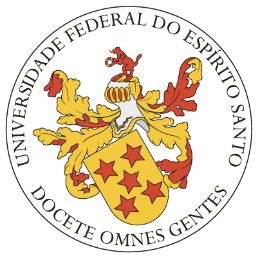 UNIVERSIDADE FEDERAL DO ESPÍRITO SANTO
DOCETE OMNES GENTES